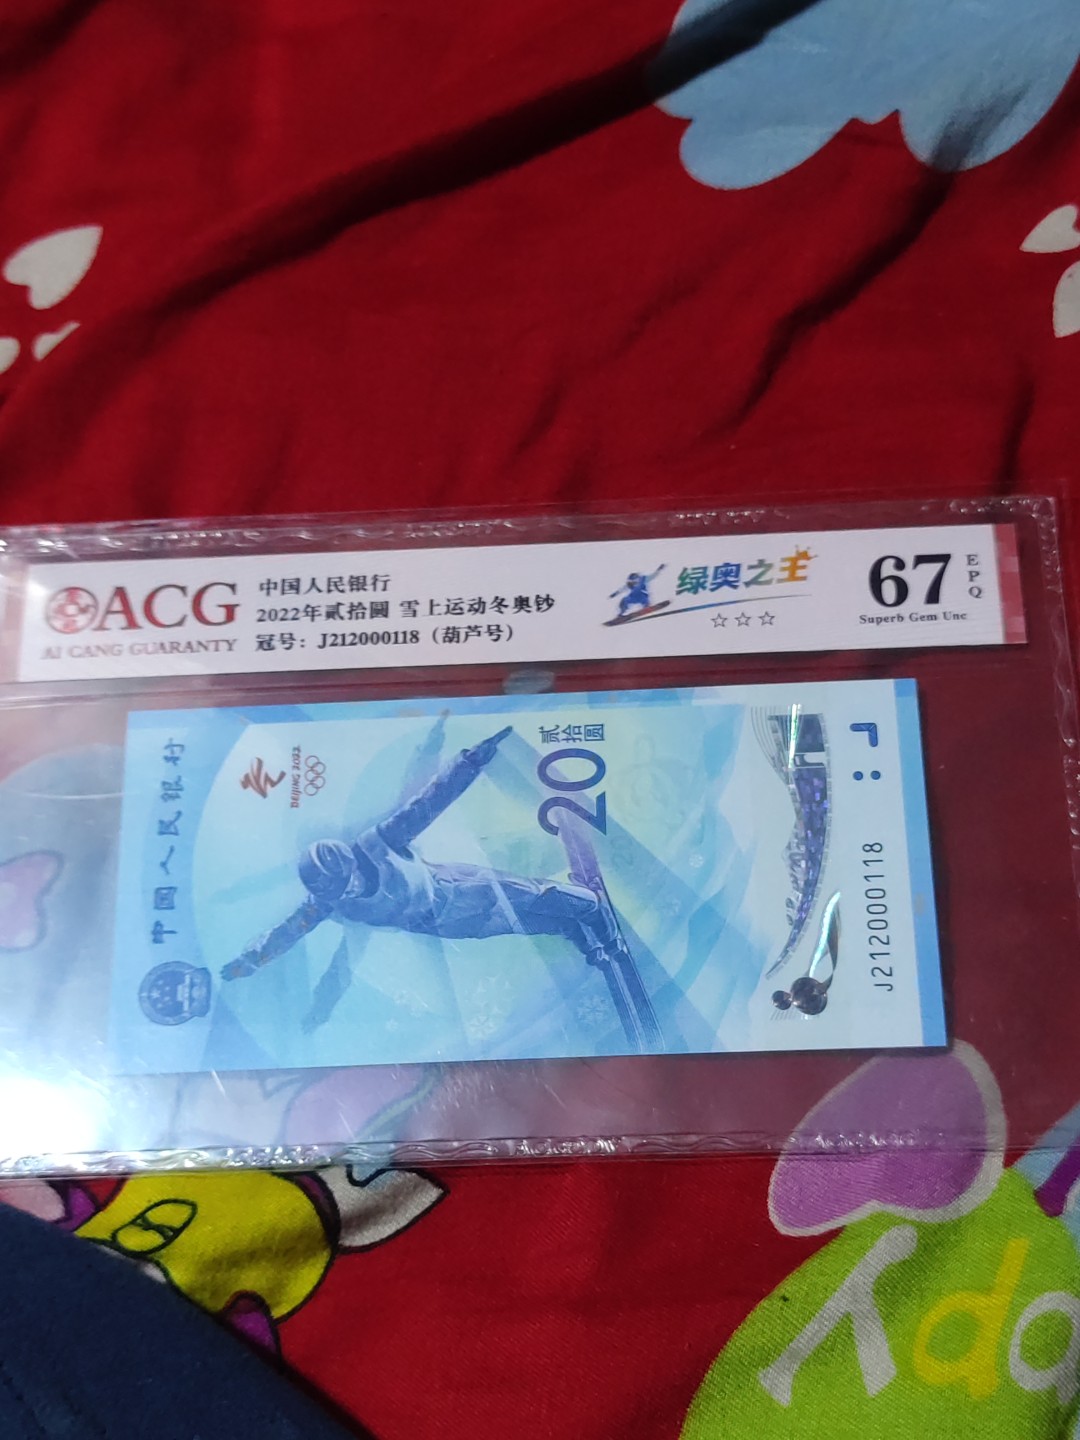 ACG
AI CANG GUARANTY
中国人民银行
2022年贰拾圆 雪上运动冬奥钞
冠号：J212000118（葫芦号）
绿奥之王
☆☆☆
67
EPQ
Superb Gem Unc
中国人民银行
BEIJING 2022
贰拾圆
20
20
J212000118
Ydo